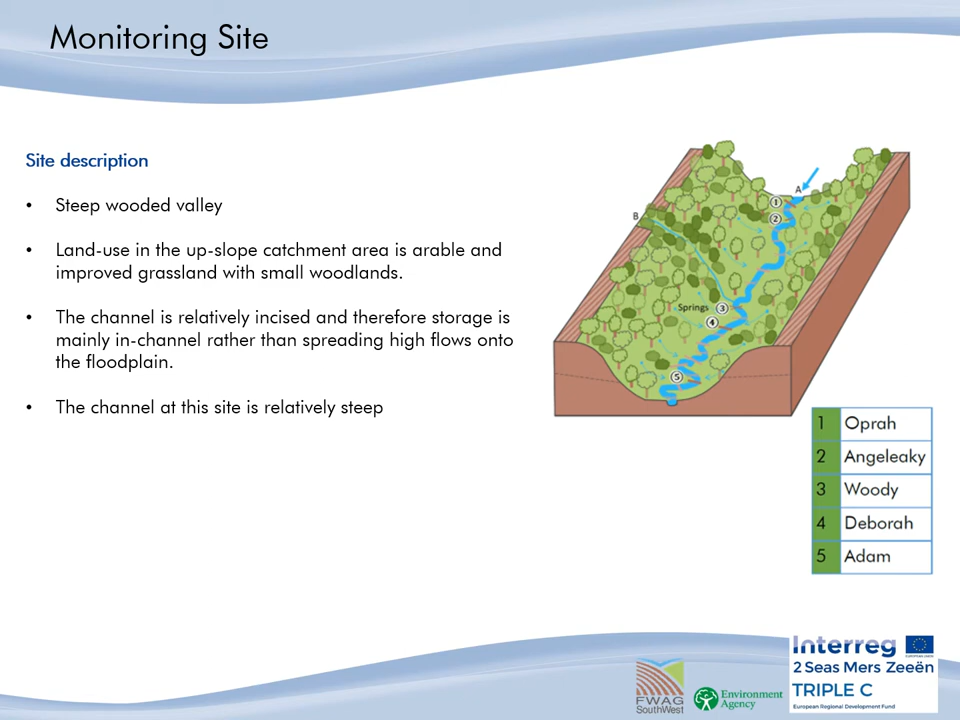 Monitoring Site
Site description
• Steep wooded valley
• Land-use in the up-slope catchment area is arable and
improved grassland with small woodlands.
• The channel is relatively incised and therefore storage is
mainly in-channel rather than spreading high flows onto
the floodplain.
• The channel at this site is relatively steep
A
1
2
B
Springs
3
4
5
1 Oprah
2 Angeleaky
3 Woody
4 Deborah
5 Adam
FWAG
SouthWest
Environment
Agency
Interreg
EUROPEAN UNION
2 Seas Mers Zeeën
TRIPLE C
European Regional Development Fund